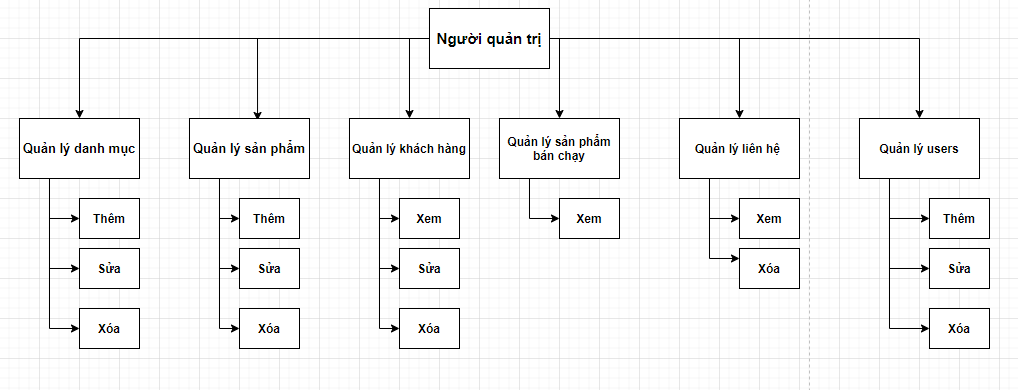 Người quản trị
Quản lý danh mục
Quản lý sản phẩm
Quản lý khách hàng
Quản lý sản phẩm
bán chạy
Quản lý liên hệ
Quản lý users
Thêm
Thêm
Xem
Xem
Xem
Thêm
Sửa
Sửa
Sửa
Xóa
Sửa
Xóa
Xóa
Xóa
Xóa